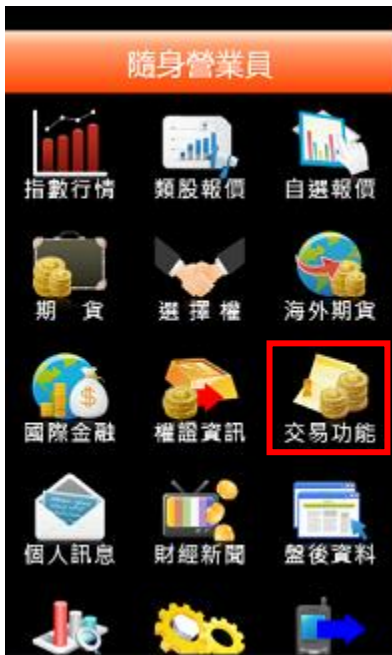 隨身營業員
指數行情 類股報價 自選報價
期 貨 選 擇 權 海外期貨
國際金融 權證資訊 交易功能
個人訊息 財經新聞 盤後資料